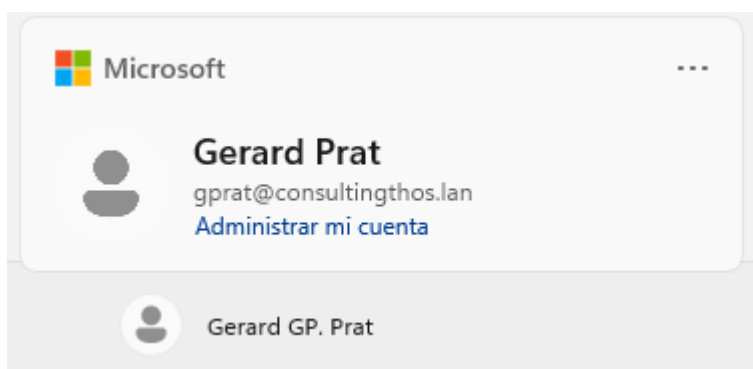 Microsoft
Gerard Prat
gprat@consultingthos.lan
Administrar mi cuenta
Gerard GP. Prat